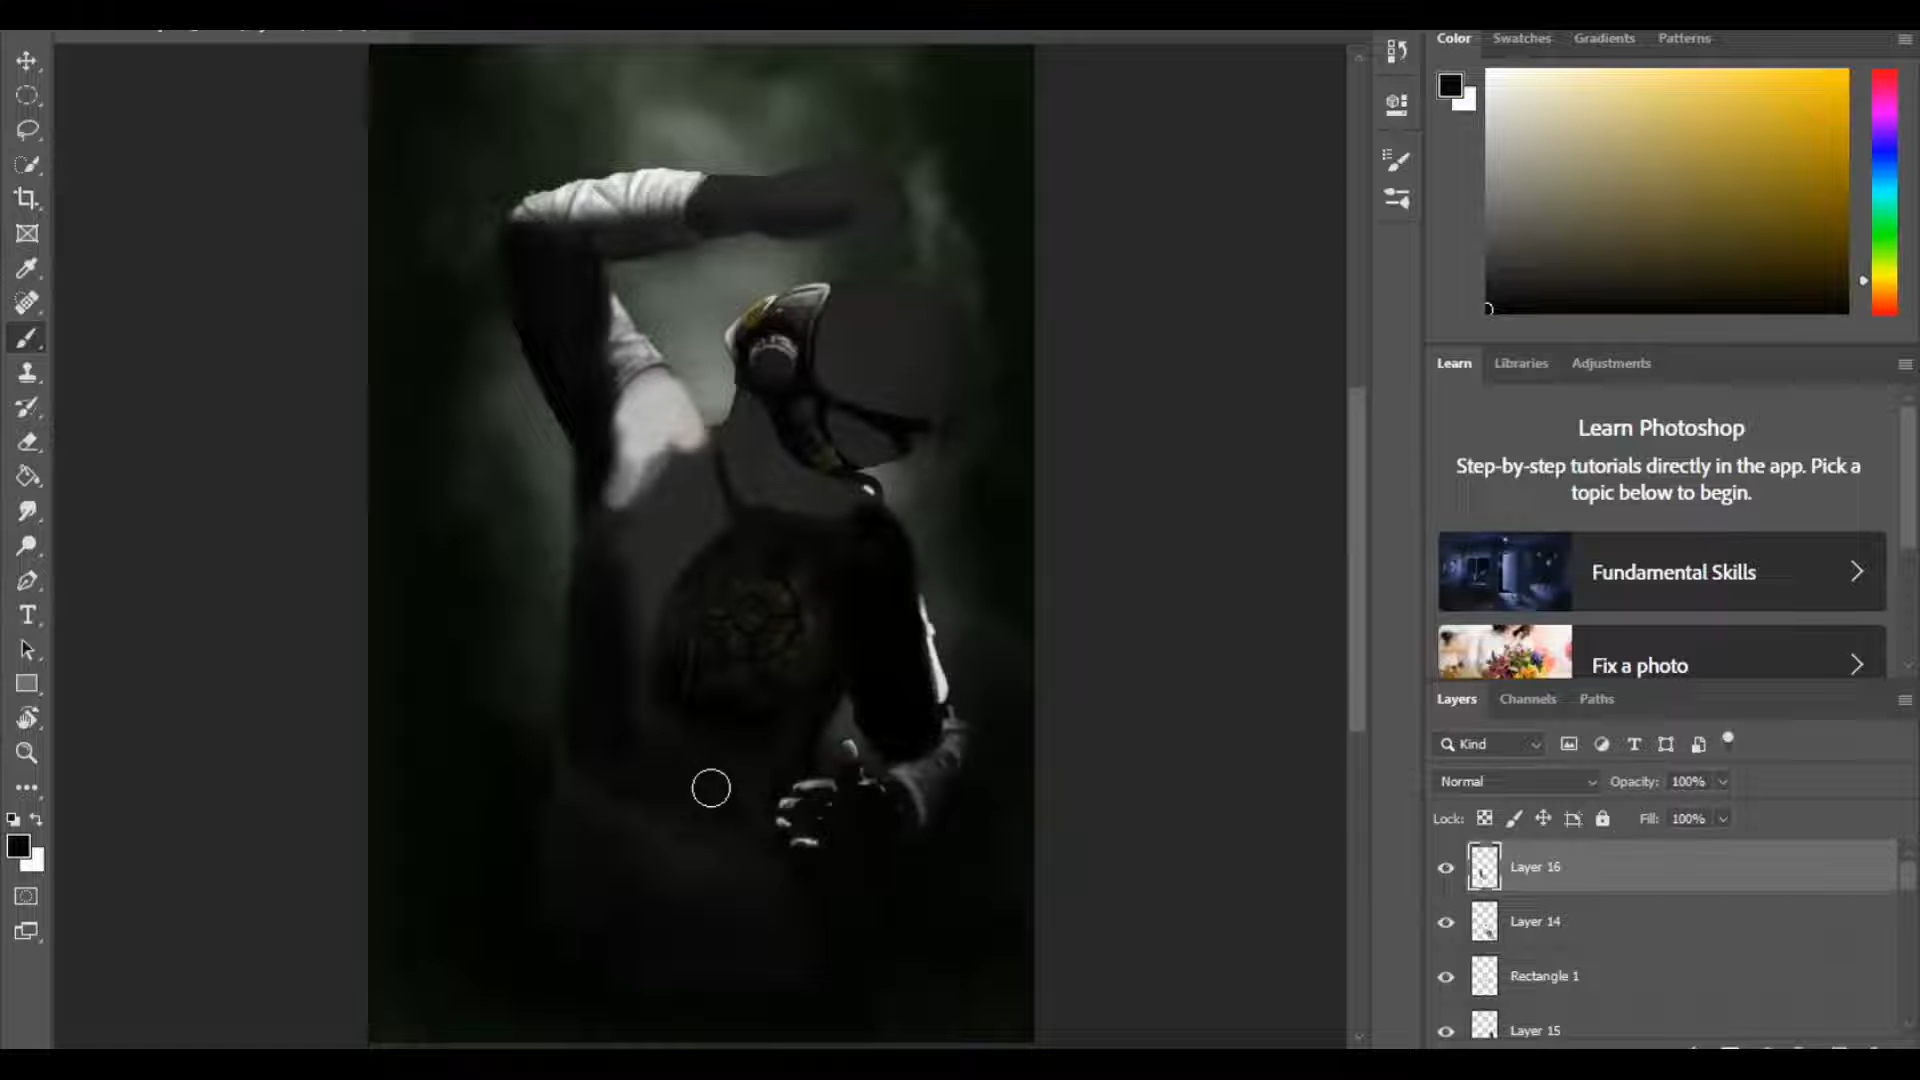 Color Swatches Gradients Patterns
Learn Libraries Adjustments
Learn Photoshop
Step-by-step tutorials directly in the app. Pick a
topic below to begin.
Fundamental Skills
Fix a photo
Layers Channels Paths
Kind
Normal Opacity: 100%
Lock: Fill: 100%
Layer 16
Layer 14
Rectangle 1
Layer 15